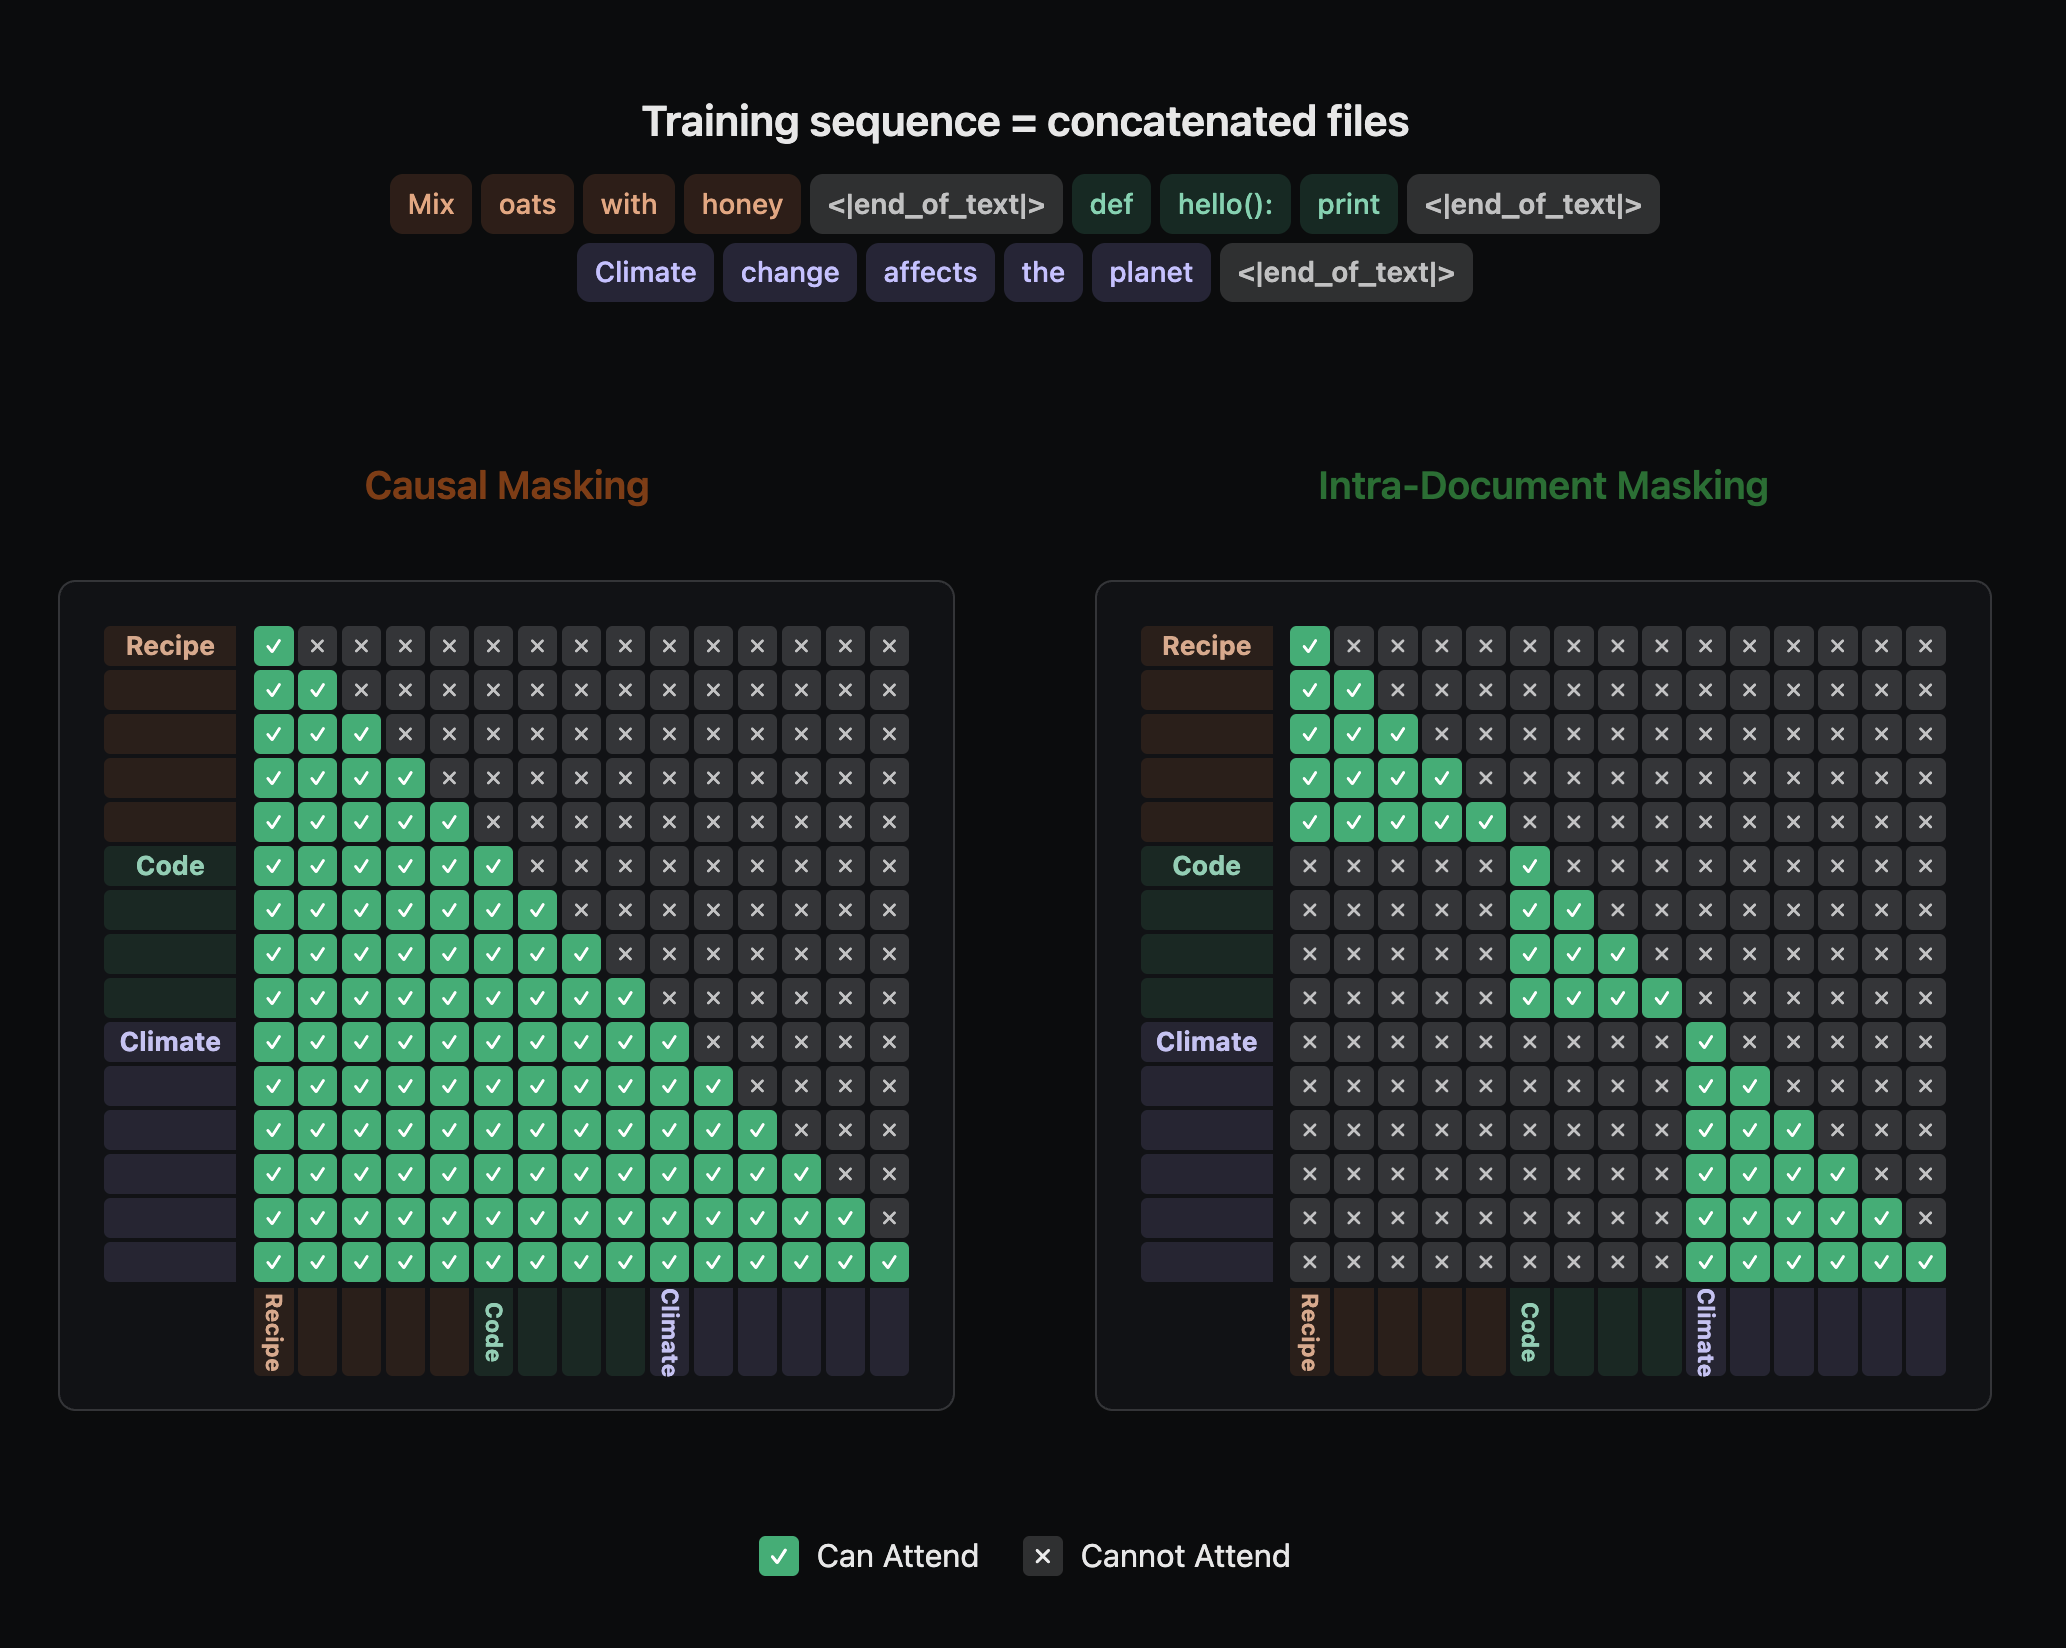 Training sequence = concatenated files
Mix oats with honey <|end_of_text|> def hello(): print <|end_of_text|>
Climate change affects the planet <|end_of_text|>
Causal Masking
Recipe
Code
Climate
Recipe Code Climate
Intra-Document Masking
Recipe
Code
Climate
Recipe Code Climate
Can Attend Cannot Attend